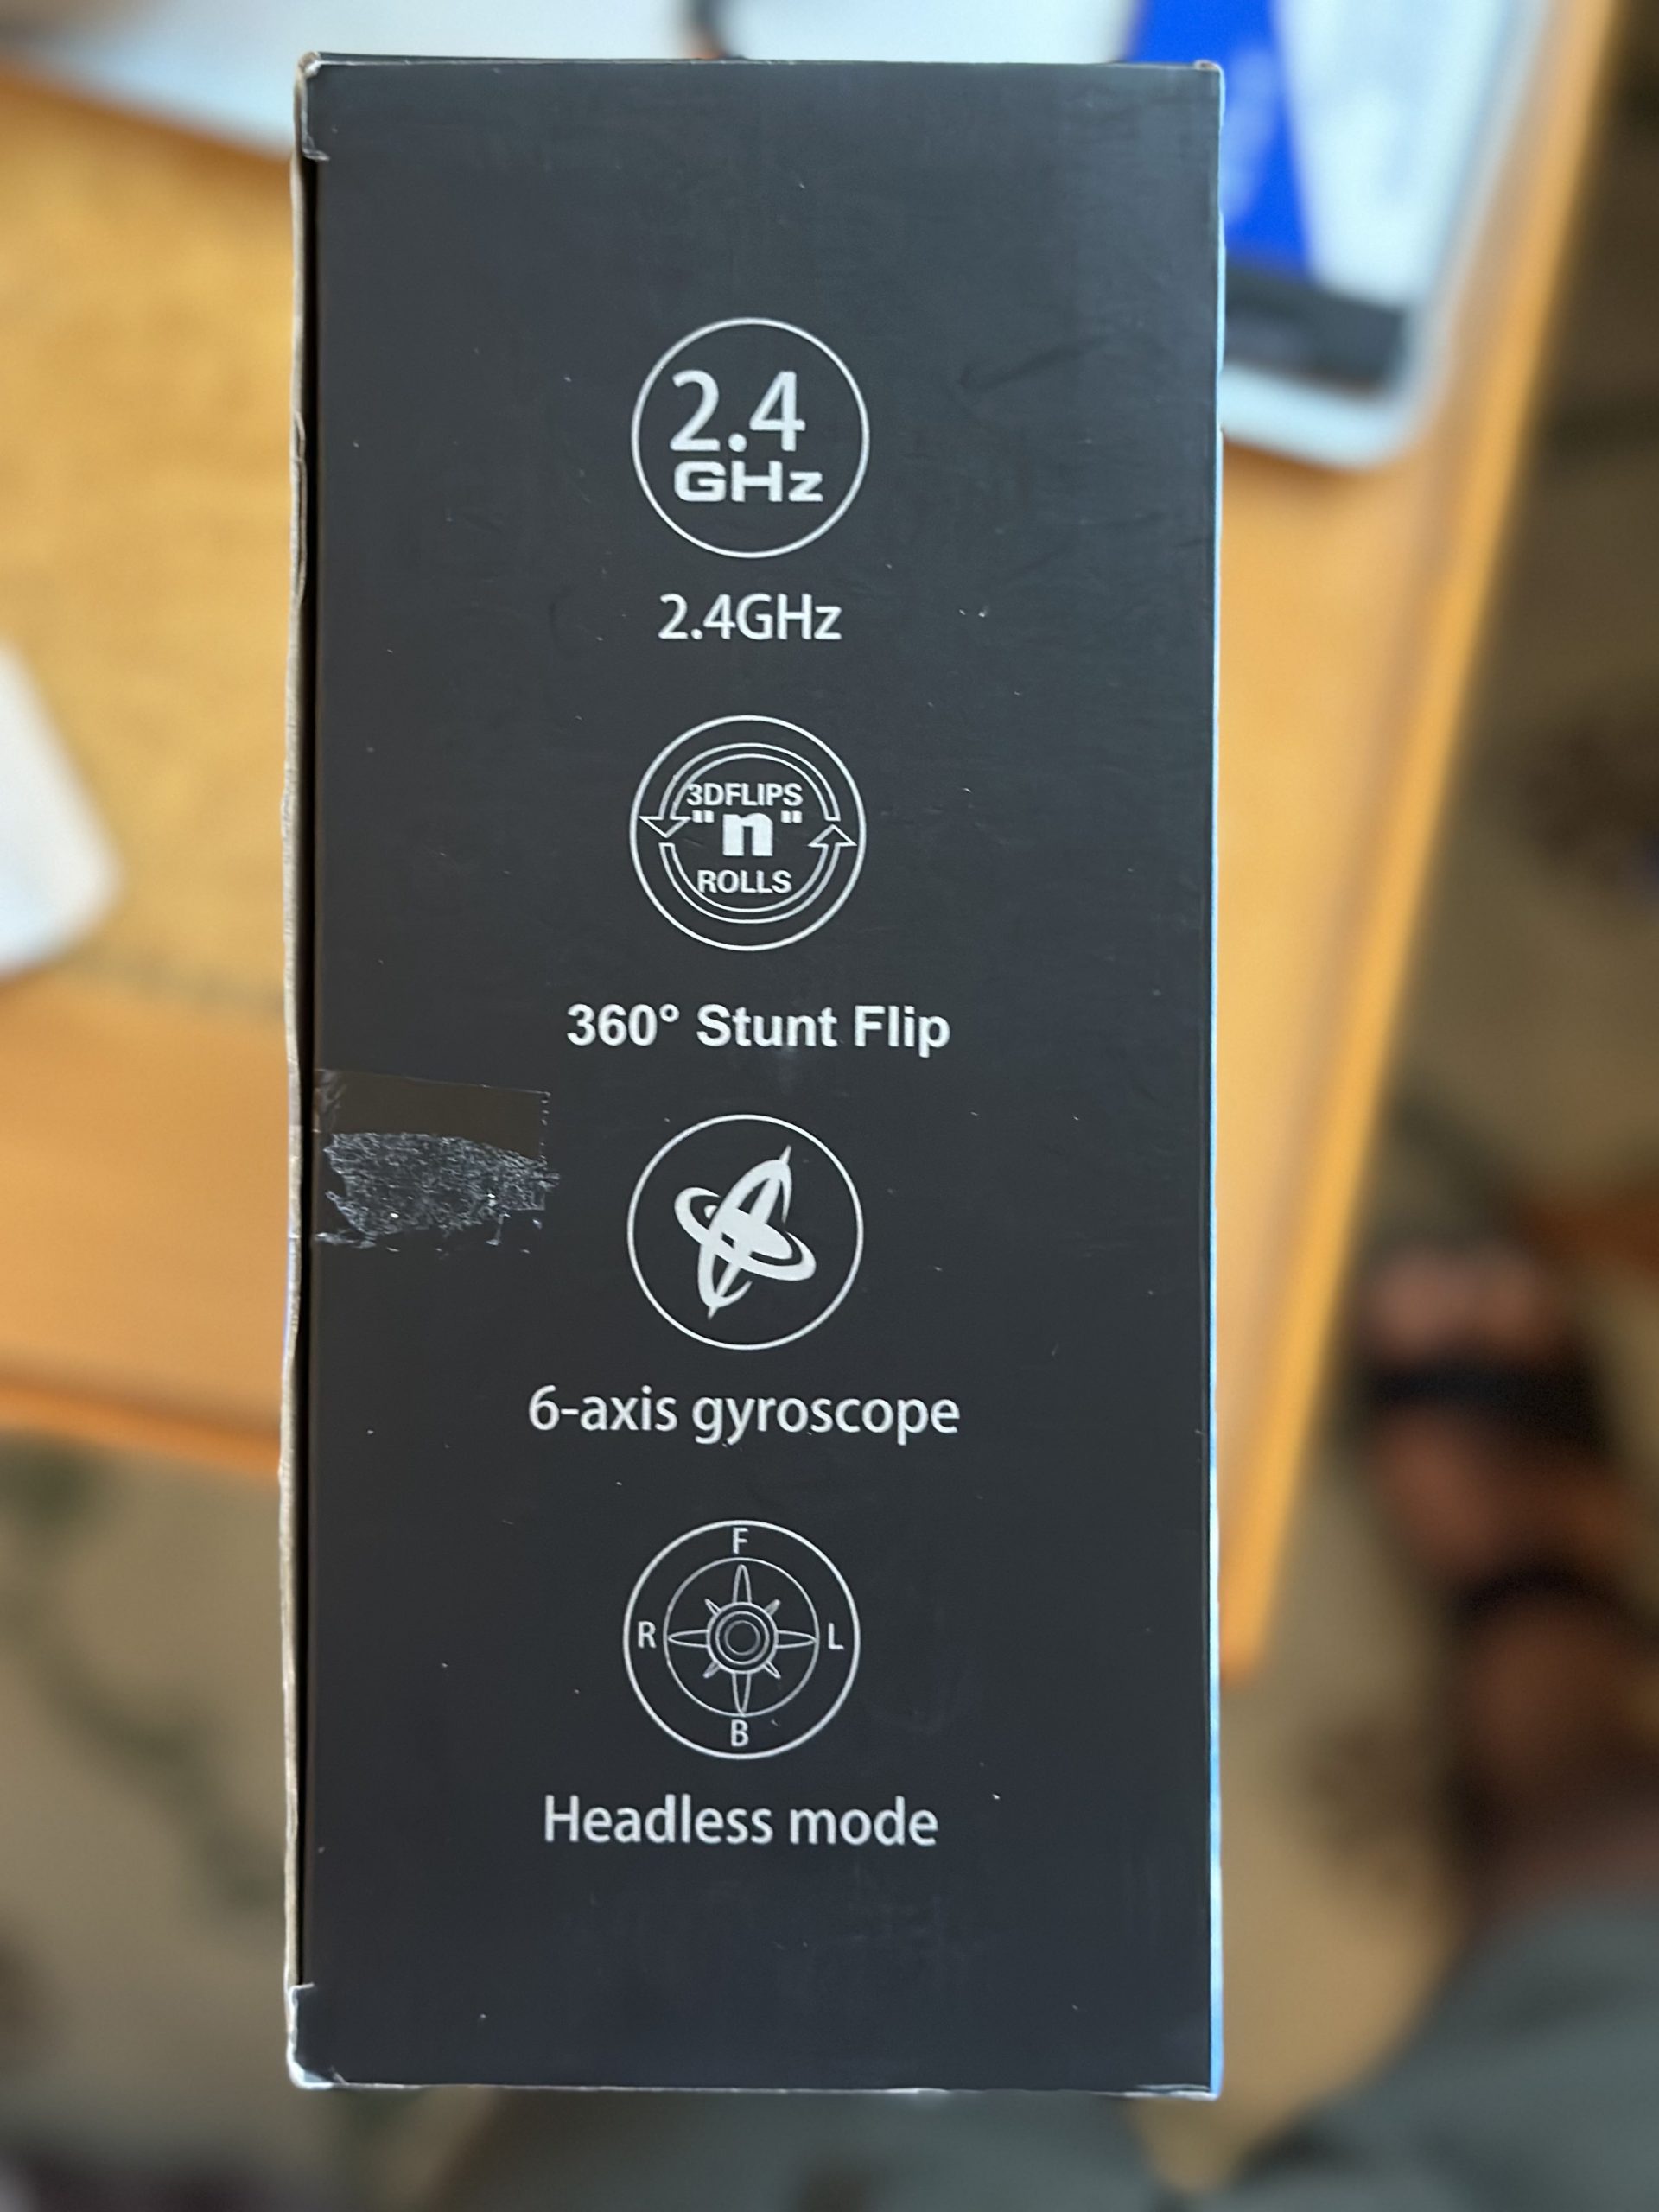 2.4
GHz
2.4GHz
3DFLIPS
"n"
ROLLS
360° Stunt Flip
6-axis gyroscope
F
R L
B
Headless mode